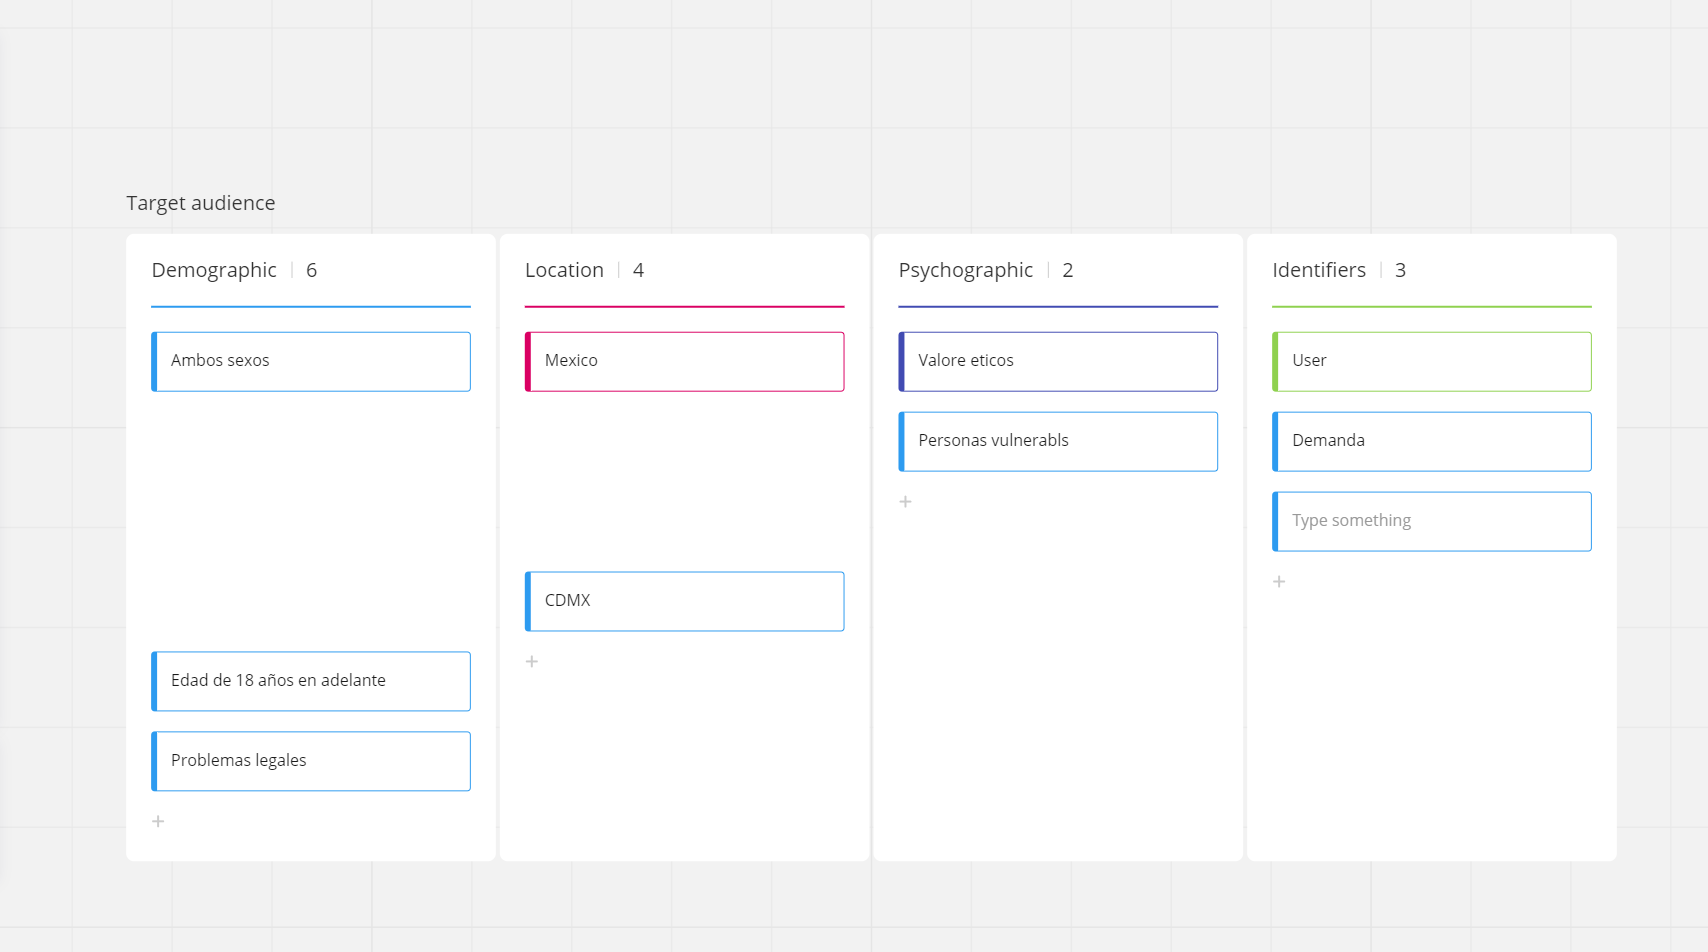 Target audience
Demographic 6
Ambos sexos
Edad de 18 años en adelante
Problemas legales
Location 4
Mexico
CDMX
Psychographic 2
Valore eticos
Personas vulnerabls
Identifiers 3
User
Demanda
Type something